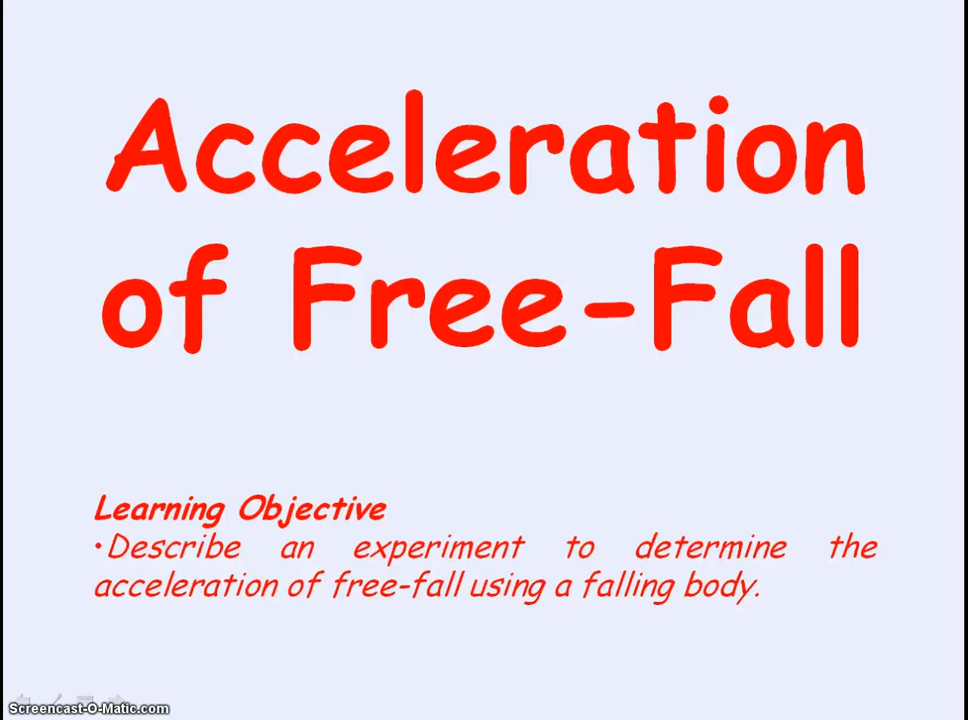 Acceleration
of Free-Fall
Learning Objective
•Describe an experiment to determine the
acceleration of free-fall using a falling body.
Screencast-O-Matic.com